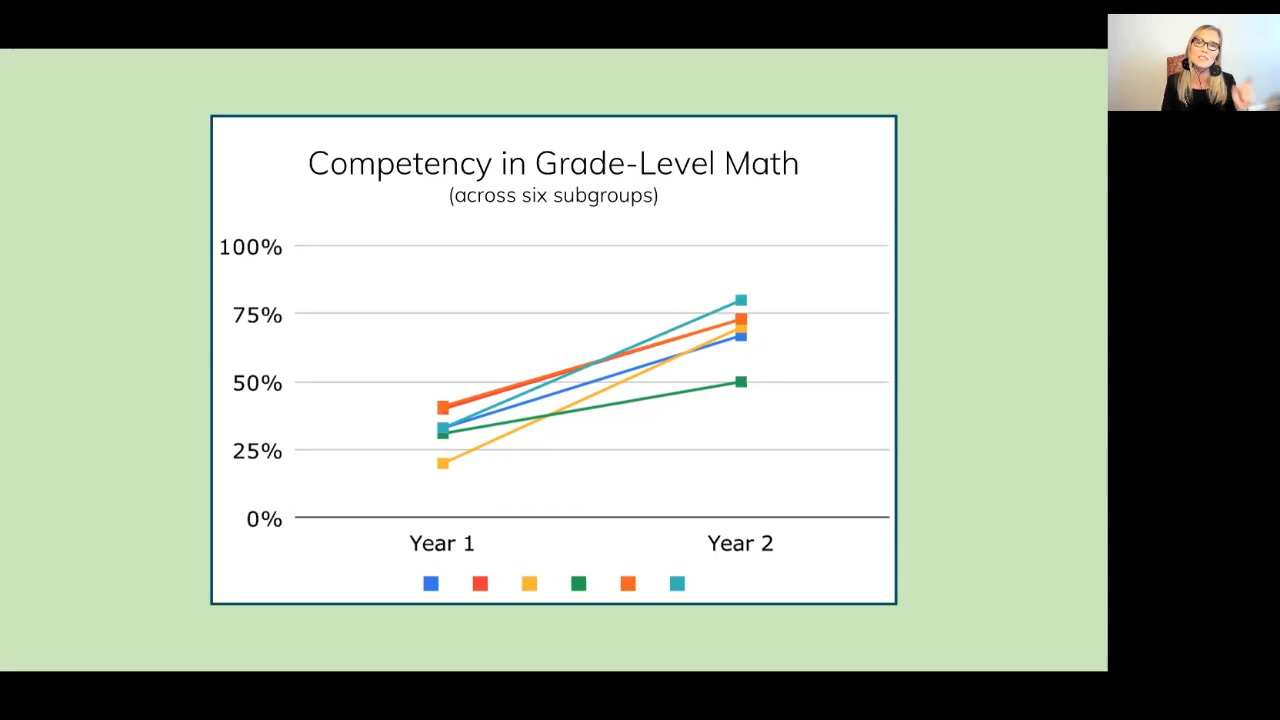 Competency in Grade-Level Math
(across six subgroups)
100%
75%
50%
25%
0%
Year 1 Year 2